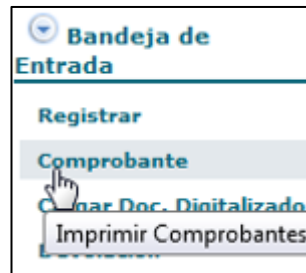 Bandeja de
Entrada
Registrar
Comprobante
Doc. Digitalizado
Imprimir Comprobantes